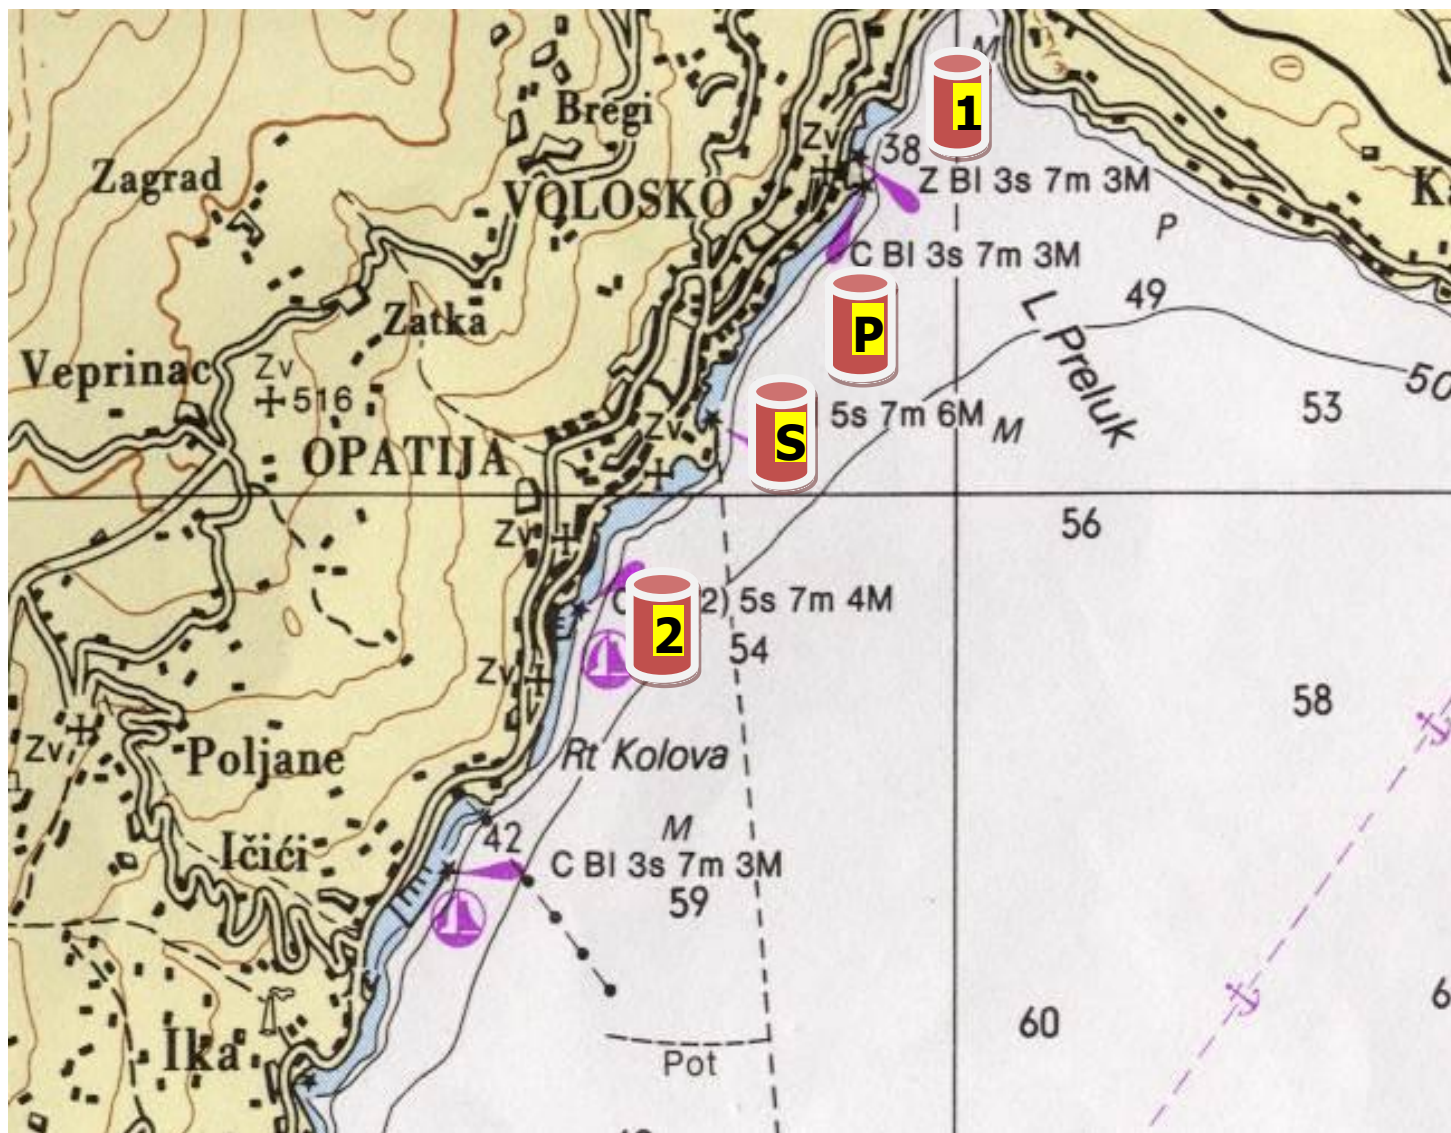 M
1
Bregi
Zv
38
Zagrad
VOLOSKO
Z Bl 3s 7m 3M
K
P
C Bl 3s 7m 3M
49
L Preluk
Zatka
P
Veprinac
Zv
516
50
53
S
5s 7m 6M
M
Zv
OPATIJA
56
Zv
2) 5s 7m 4M
2
54
Zv
58
Zv
Poljane
Rt Kolova
M
42
Ičići
C Bl 3s 7m 3M
59
60
6
Ika
Pot